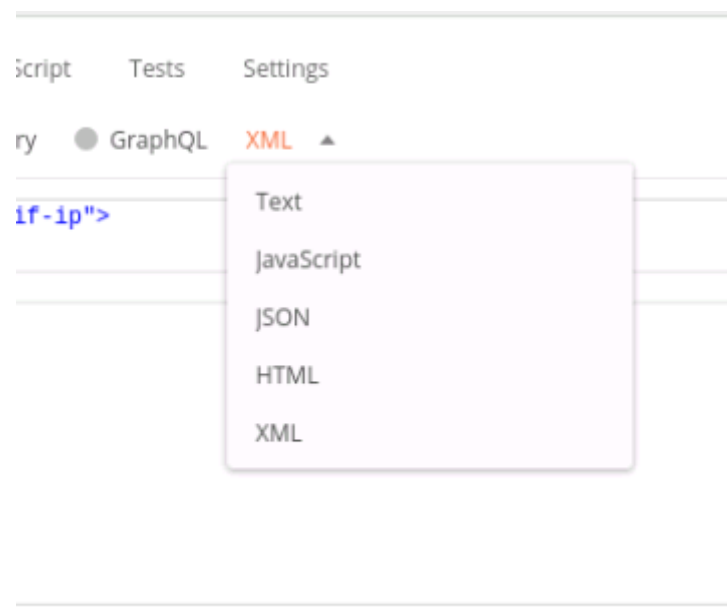 Script Tests Settings
ry GraphQL XML
if-ip">
Text
JavaScript
JSON
HTML
XML